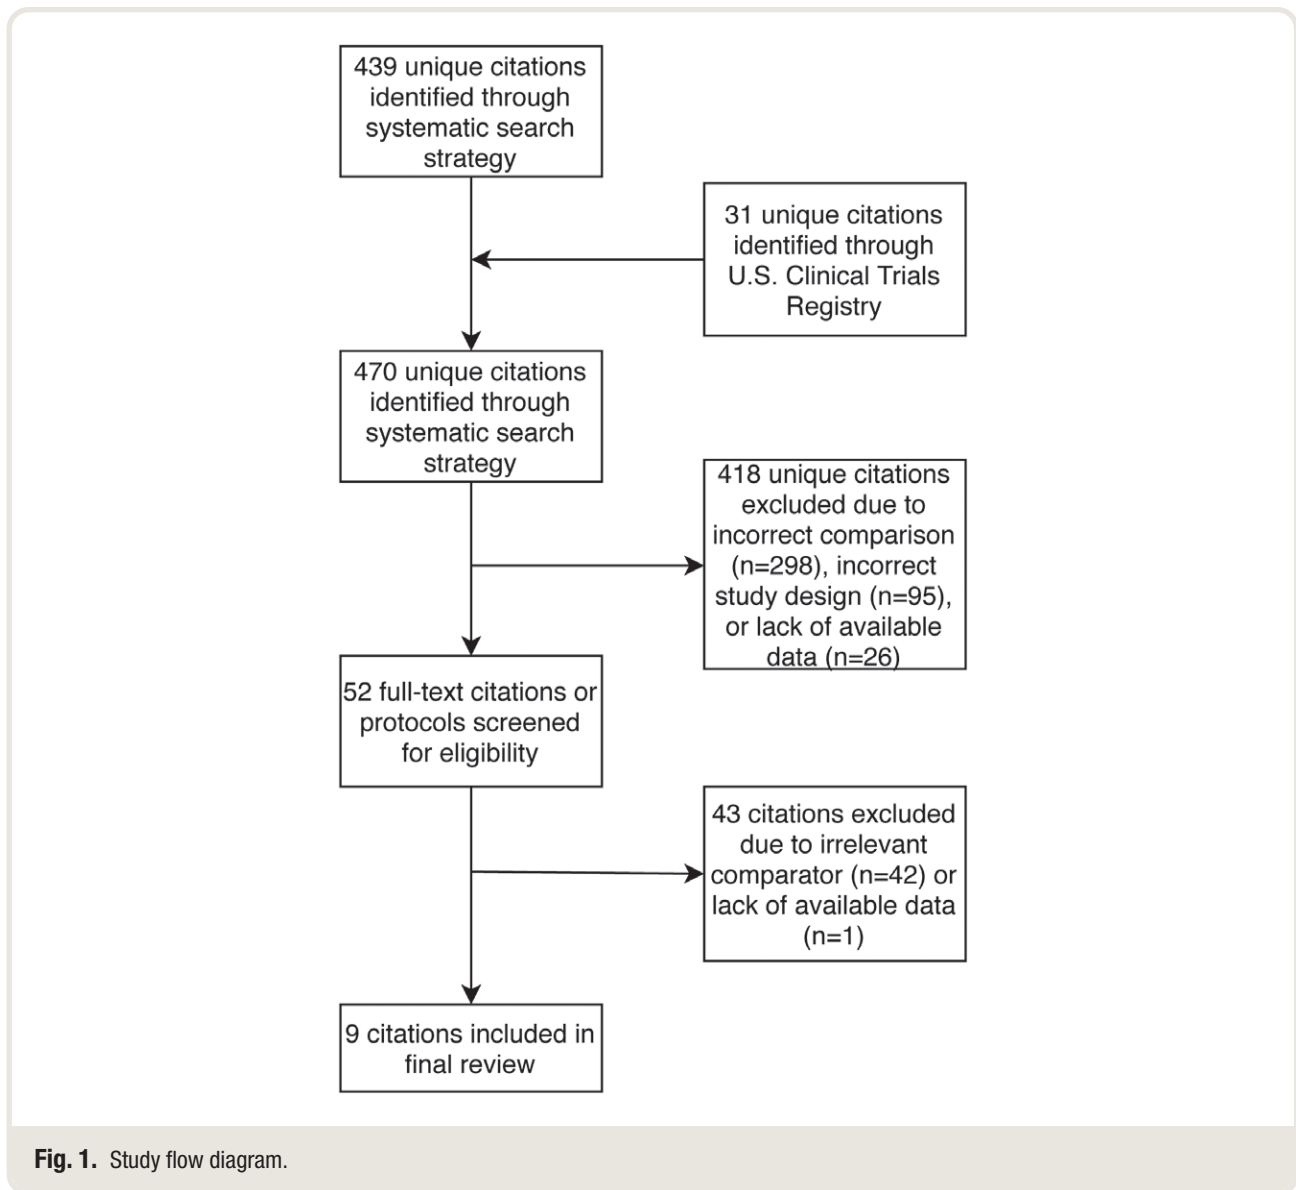 439 unique citations
identified through
systematic search
strategy
31 unique citations
identified through
U.S. Clinical Trials
Registry
470 unique citations
identified through
systematic search
strategy
418 unique citations
excluded due to
incorrect comparison
(n=298), incorrect
study design (n=95),
or lack of available
data (n=26)
52 full-text citations or
protocols screened
for eligibility
43 citations excluded
due to irrelevant
comparator (n=42) or
lack of available data
(n=1)
9 citations included in
final review
Fig. 1. Study flow diagram.